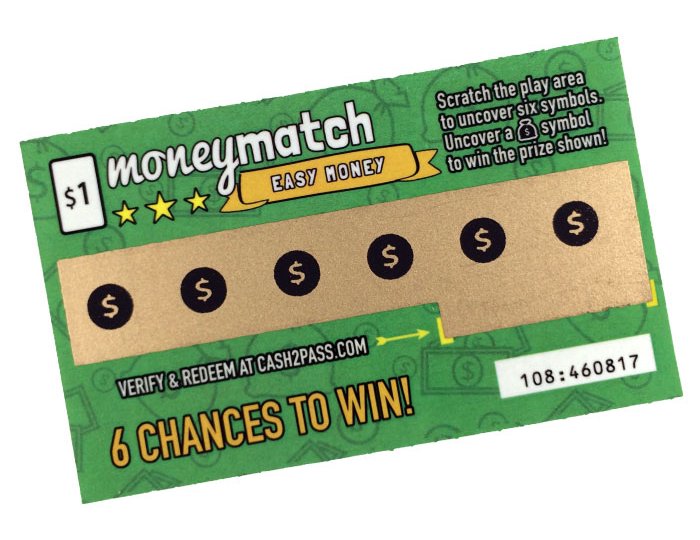 $1
moneymatch
EASY MONEY
Scratch the play area
to uncover six symbols.
Uncover a $ symbol
to win the prize shown!
$ $ $ $ $ $
VERIFY & REDEEM AT CASH2PASS.COM
108:460817
6 CHANCES TO WIN!